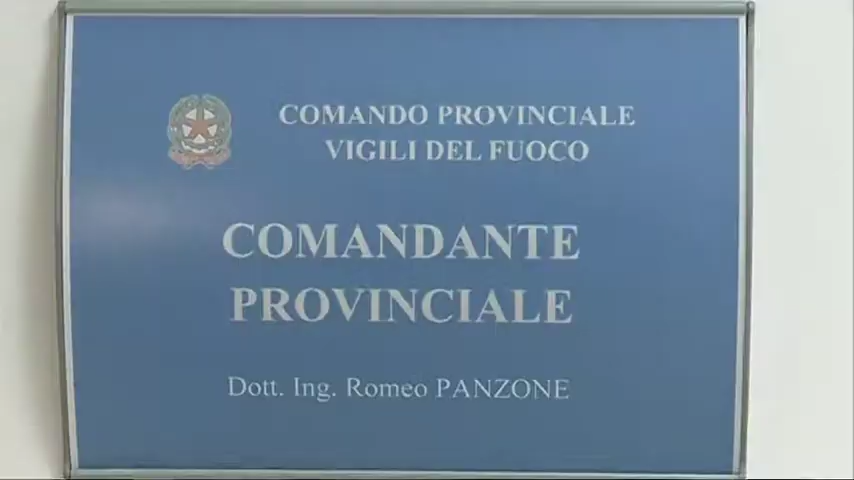 COMANDO PROVINCIALE
VIGILI DEL FUOCO
COMANDANTE
PROVINCIALE
Dott. Ing. Romeo PANZONE